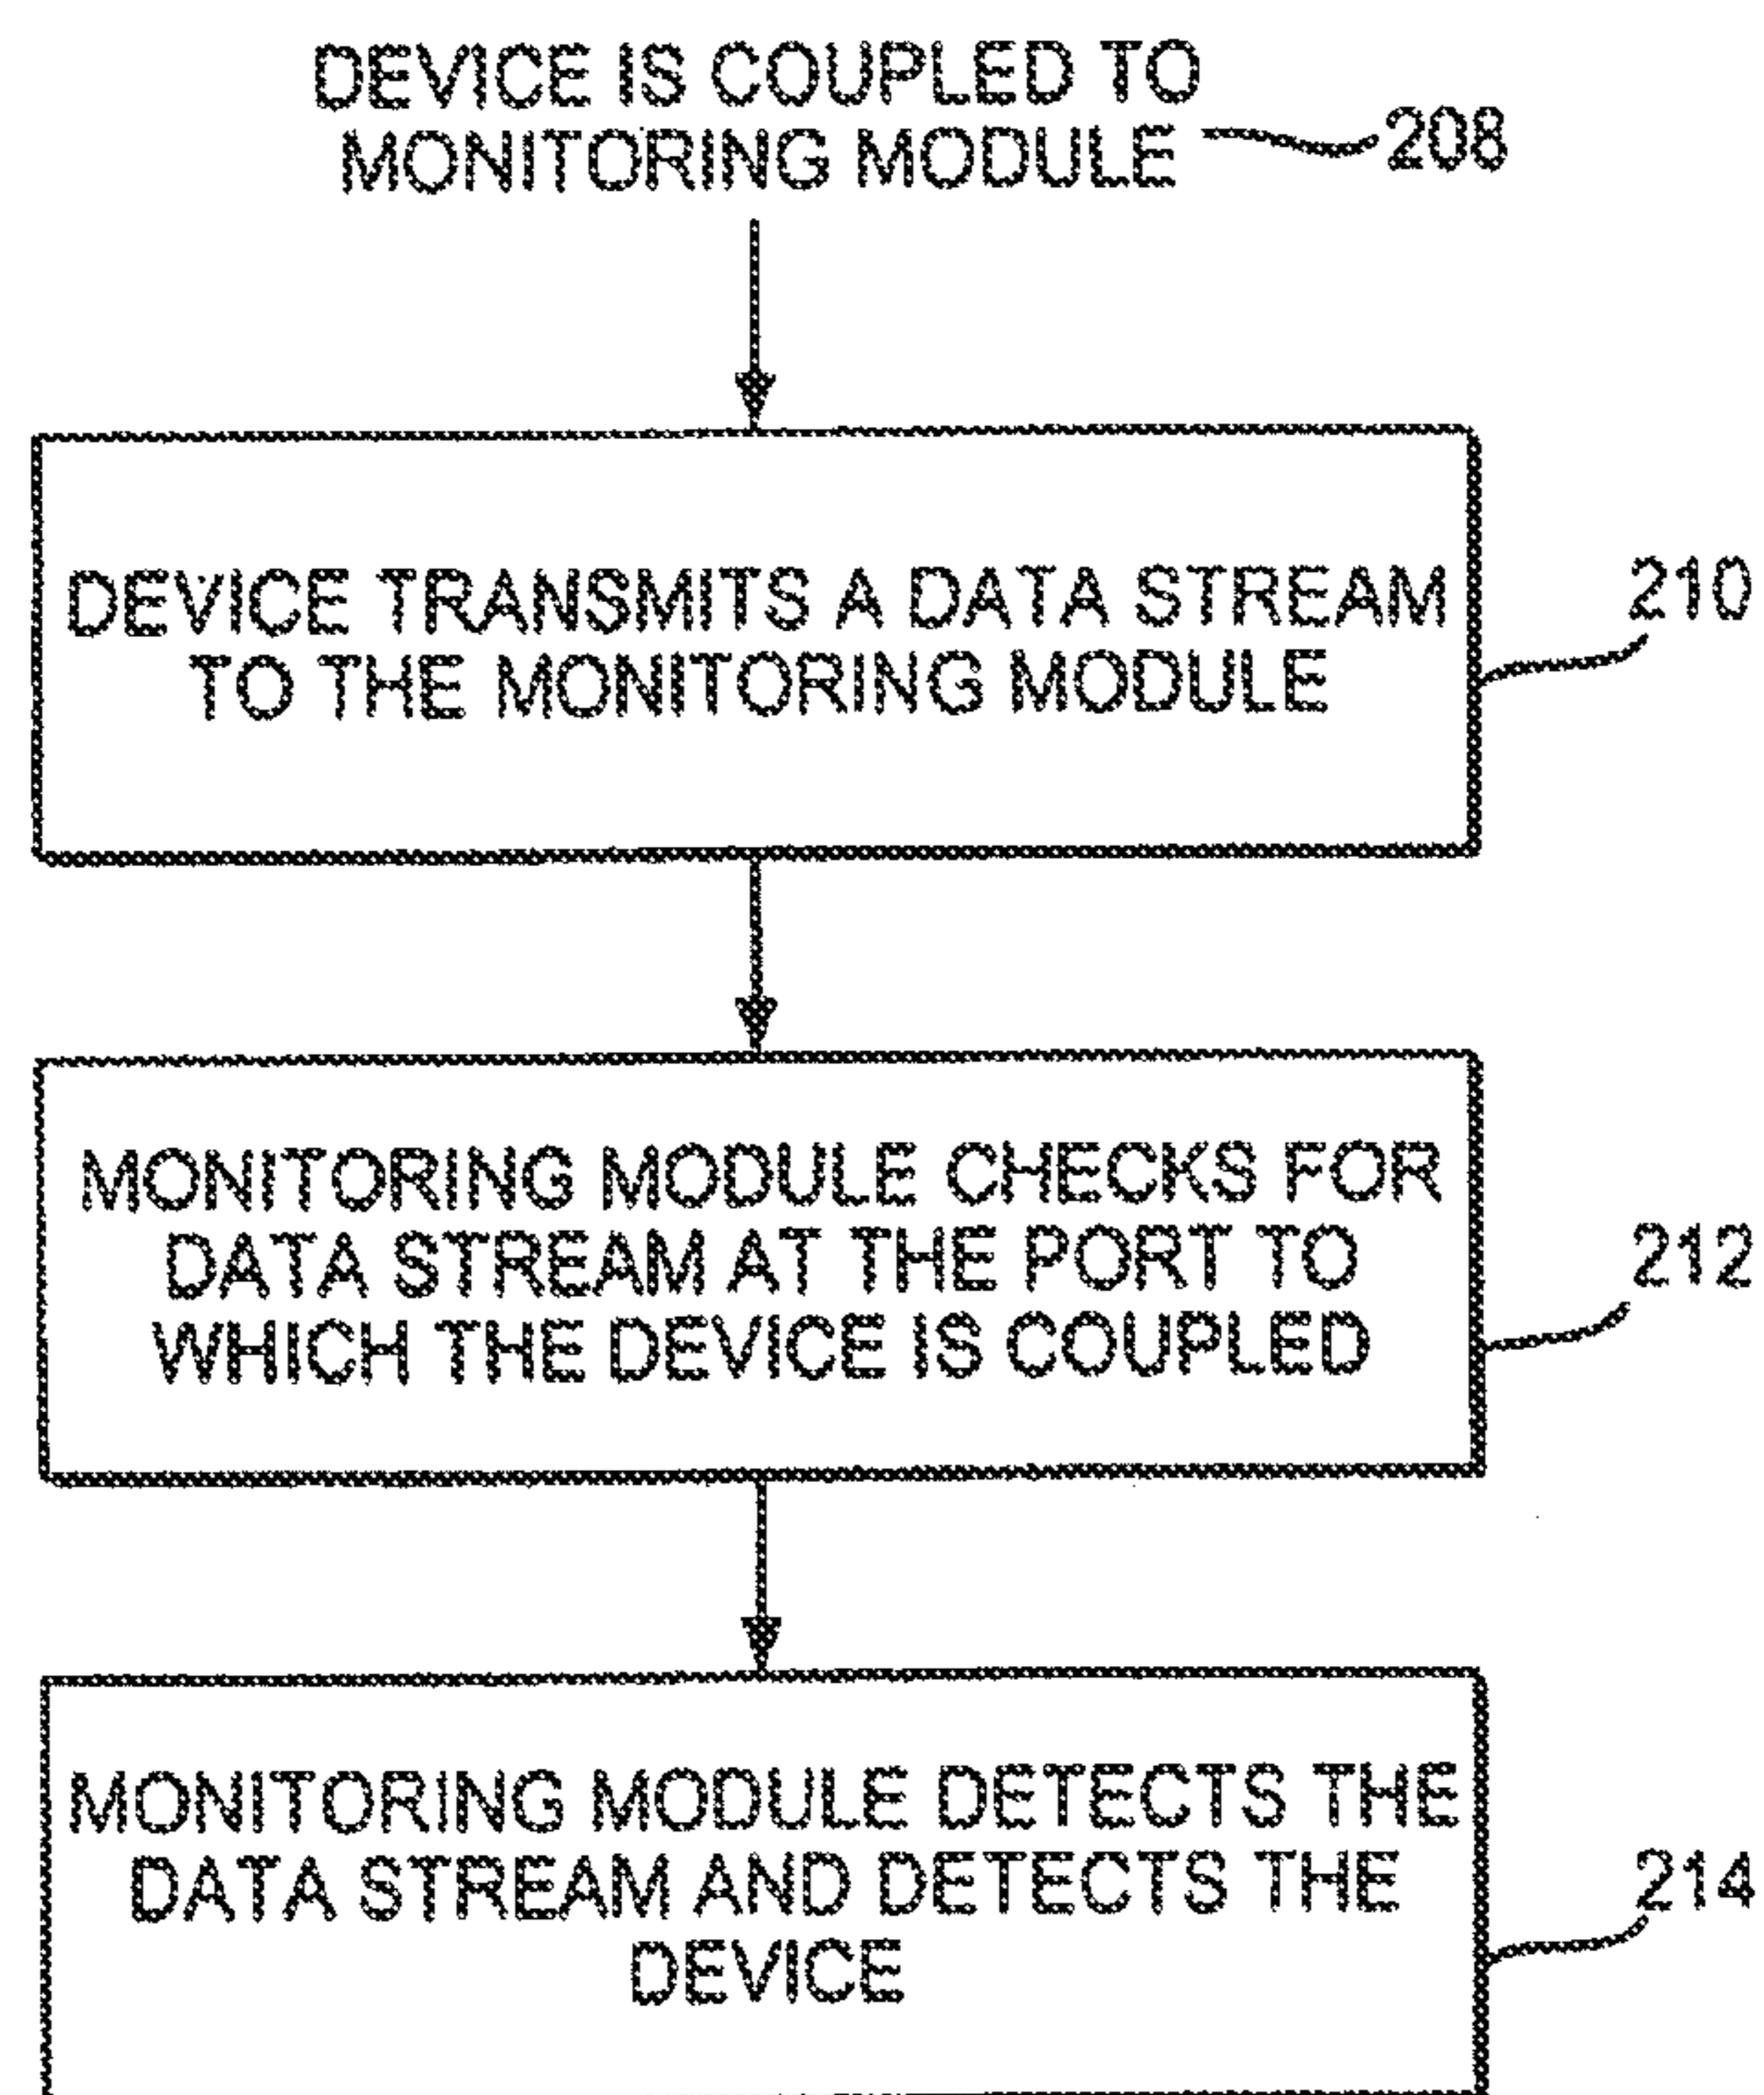 DEVICE IS COUPLED TO
MONITORING MODULE 208
DEVICE TRANSMITS A DATA STREAM
TO THE MONITORING MODULE
210
MONITORING MODULE CHECKS FOR
DATA STREAM AT THE PORT TO
WHICH THE DEVICE IS COUPLED
212
MONITORING MODULE DETECTS THE
DATA STREAM AND DETECTS THE
DEVICE
214